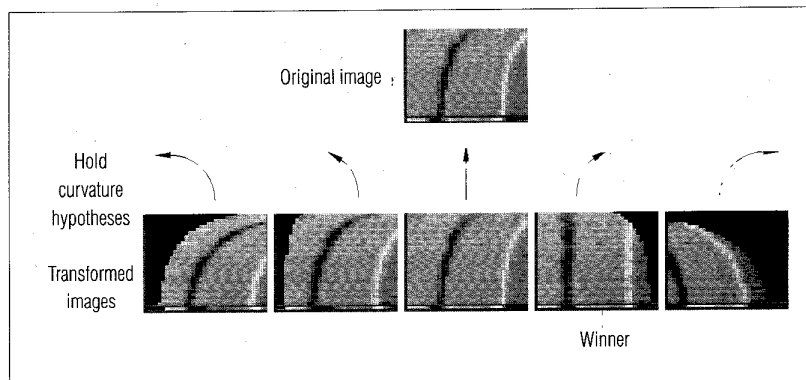 Original image
Hold
curvature
hypotheses
Transformed
images
Winner